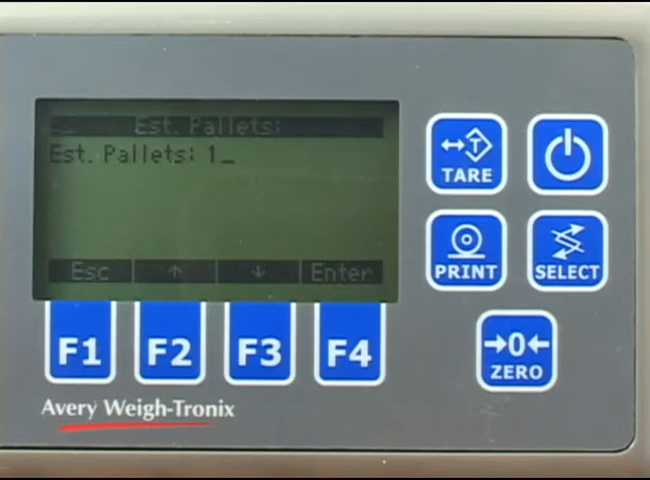 Est. Pallets:
Est. Pallets: 1_
Esc ↑ ↓ Enter
F1 F2 F3 F4
T
TARE
PRINT
SELECT
→0←
ZERO
Avery Weigh-Tronix